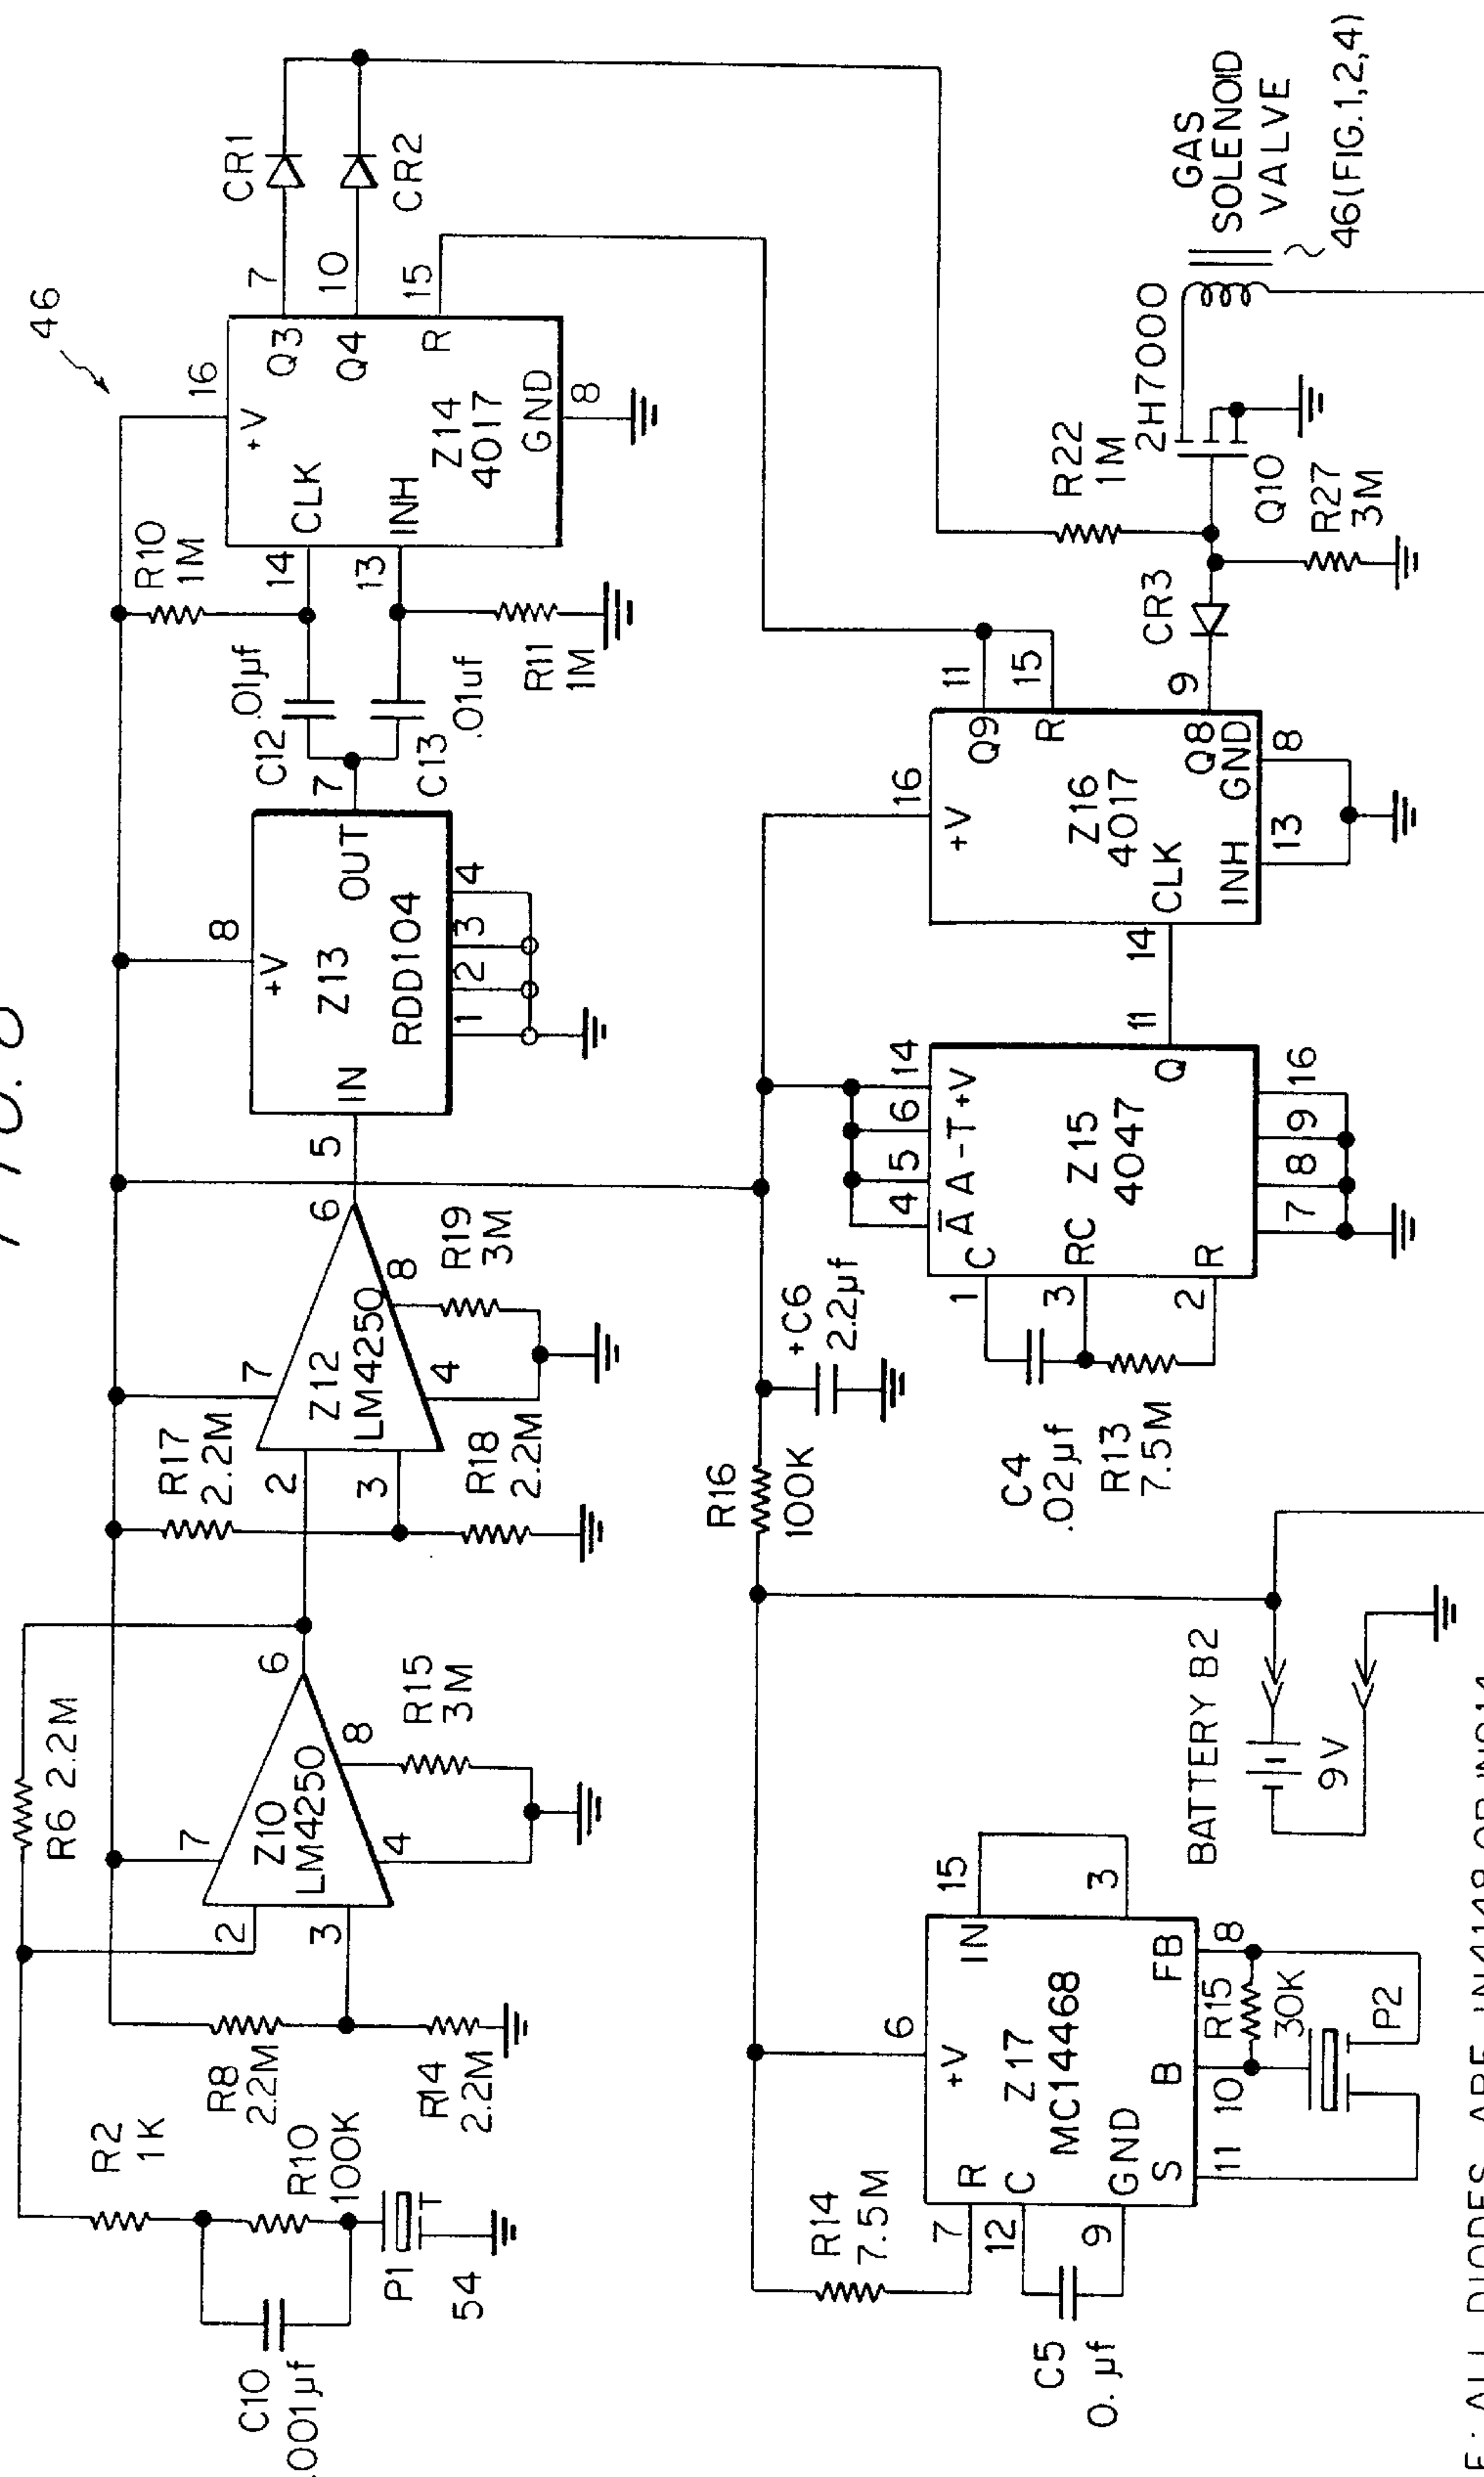 46
CR1
CR2
7
10
15
16
+V
Q3
Q4
R
CLK
INH
Z14
4017
GND
8
14
13
R10
1M
R11
1M
C12 .01µf
C13 .01uf
7
OUT
8
+V
Z13
RDD104
IN
1 2 3 4
5
6
7
Z12
LM4250
8
4
R19
3M
2
3
R17
2.2M
R18
2.2M
R6 2.2M
6
7
Z10
LM4250
8
4
R15
3M
2
3
R8
2.2M
R14
2.2M
R2
1K
R10
100K
C10
.001µf
P1
54
GAS
SOLENOID
VALVE
46(FIG.1,2,4)
2H7000
Q10
R22
1M
R27
3M
CR3
9
11
15
16
+V
Q9
R
Q8
GND
Z16
4017
CLK
INH
8
13
14
11
Q
4 5 6 14
Ā A -T +V
Z15
4047
C
RC
R
1
3
2
7 8 9 16
+C6
2.2µf
R16
100K
C4
.02µf
R13
7.5M
BATTERY B2
9V
15
3
IN
6
+V
Z17
MC14468
R
C
GND
S B FB
7
12
9
11 10 8
R15
30K
P2
R14
7.5M
C5
0. µf
: ALL DIODES ARE